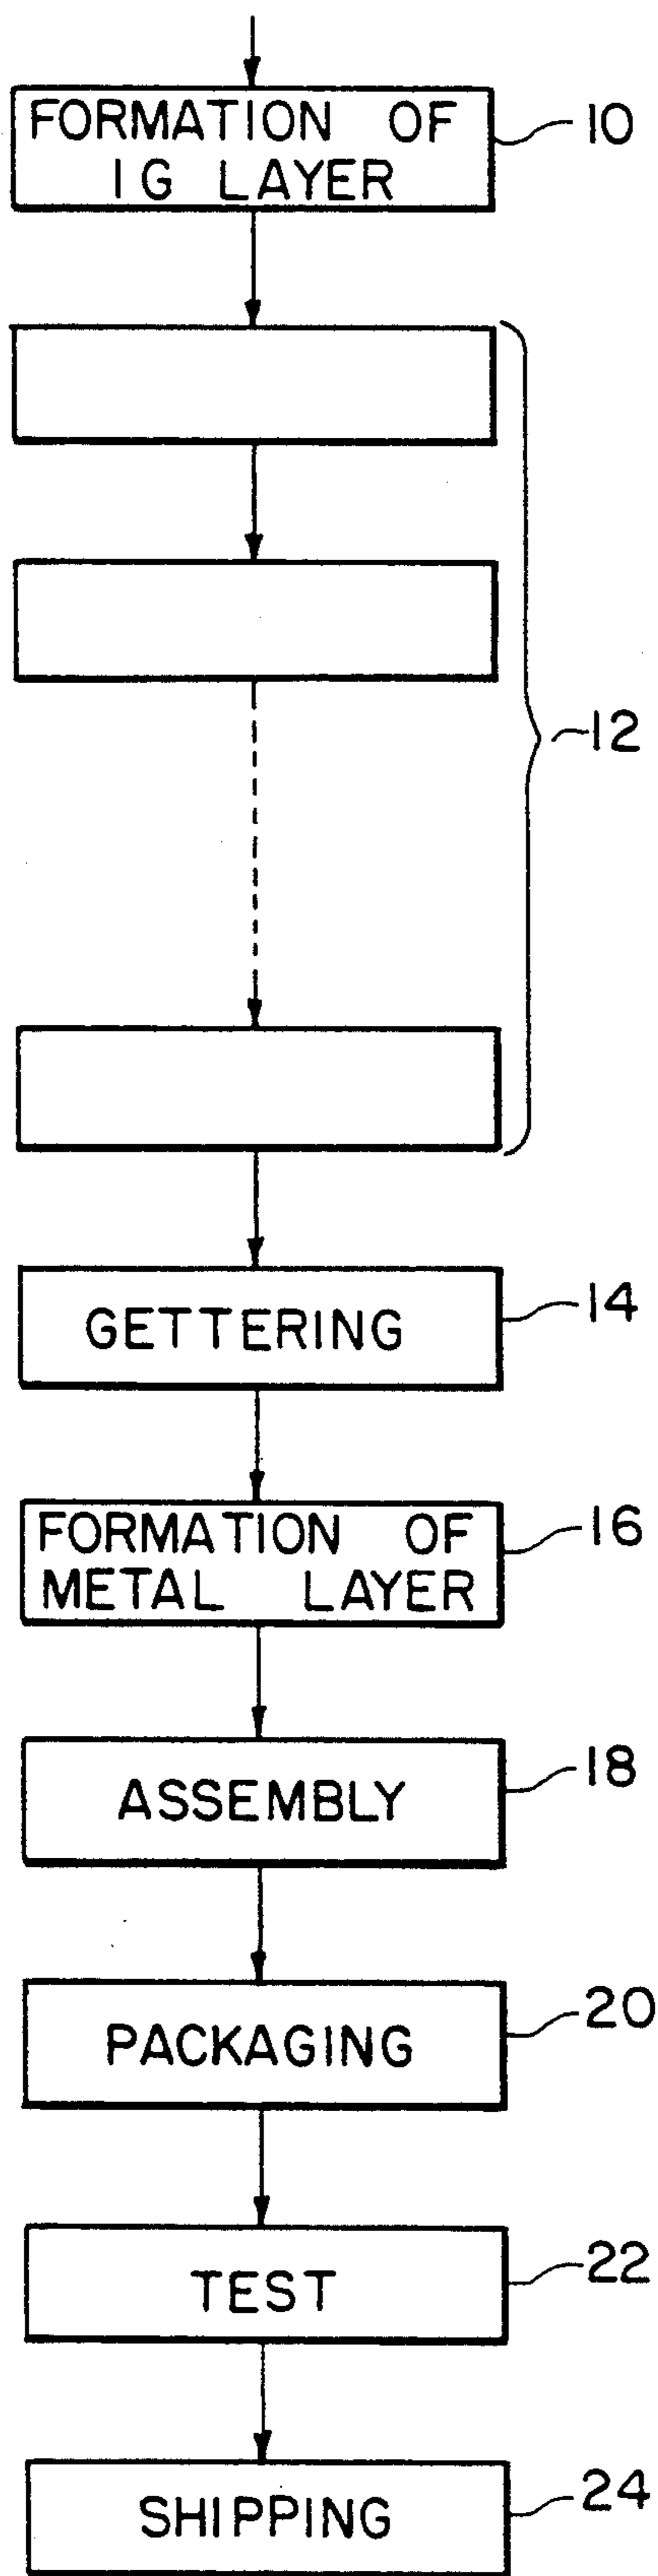 FORMATION OF
IG LAYER
10
12
GETTERING
14
FORMATION OF
METAL LAYER
16
ASSEMBLY
18
PACKAGING
20
TEST
22
SHIPPING
24